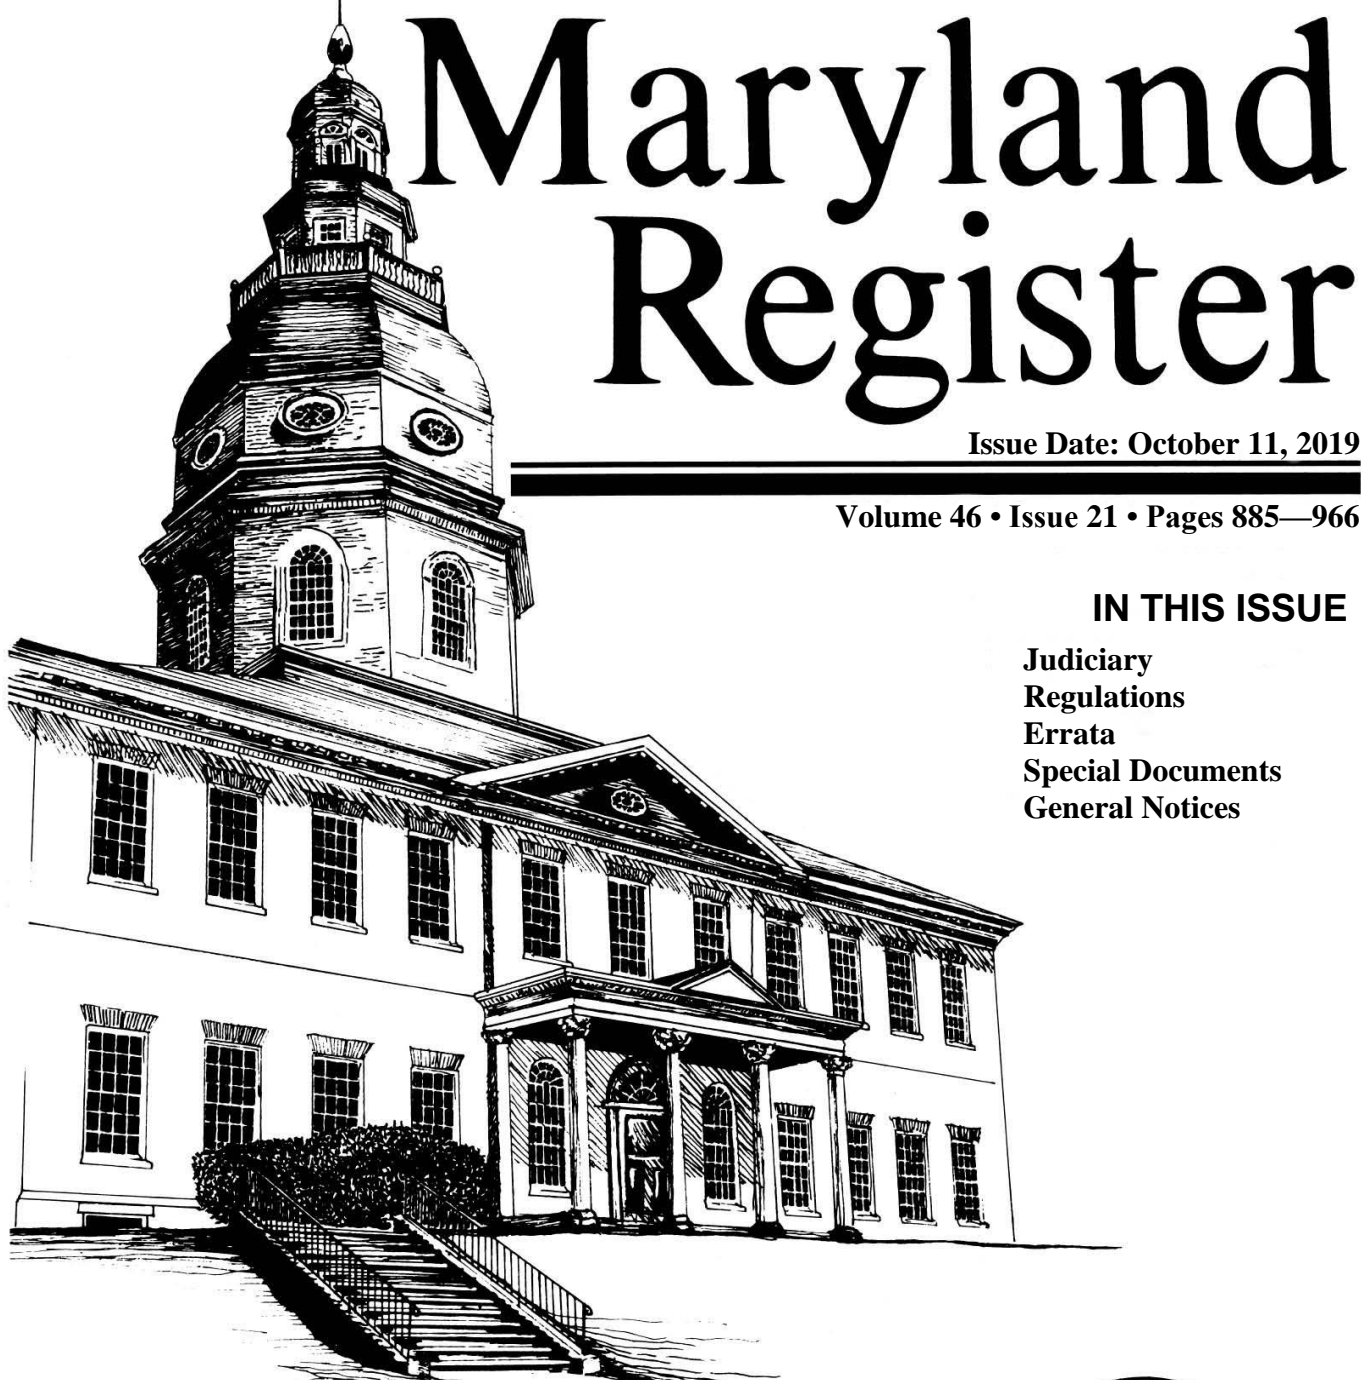 Maryland
Register
Issue Date: October 11, 2019
Volume 46 • Issue 21 • Pages 885—966
IN THIS ISSUE
Judiciary
Regulations
Errata
Special Documents
General Notices